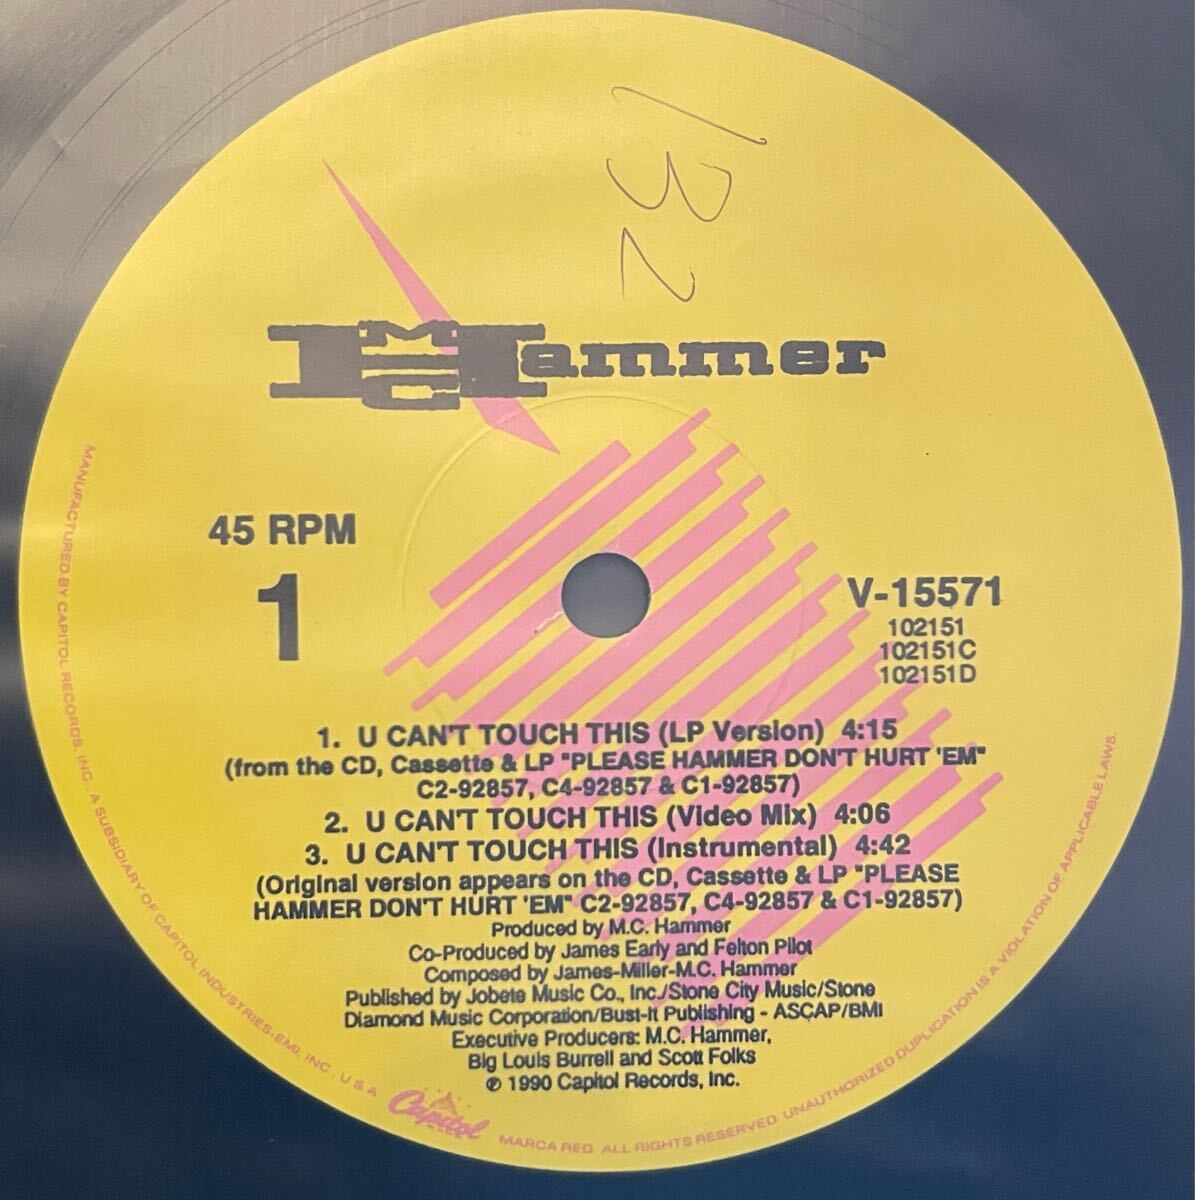 132
MC Hammer
45 RPM
1
V-15571
102151
102151C
102151D
1. U CAN'T TOUCH THIS (LP Version) 4:15
(from the CD, Cassette & LP "PLEASE HAMMER DON'T HURT 'EM"
C2-92857, C4-92857 & C1-92857)
2. U CAN'T TOUCH THIS (Video Mix) 4:06
3. U CAN'T TOUCH THIS (Instrumental) 4:42
(Original version appears on the CD, Cassette & LP "PLEASE
HAMMER DON'T HURT 'EM" C2-92857, C4-92857 & C1-92857)
Produced by M.C. Hammer
Co-Produced by James Early and Felton Pilot
Composed by James-Miller-M.C. Hammer
Published by Jobete Music Co., Inc./Stone City Music/Stone
Diamond Music Corporation/Bust-It Publishing - ASCAP/BMI
Executive Producers: M.C. Hammer,
Big Louis Burrell and Scott Folks
℗ 1990 Capitol Records, Inc.
MANUFACTURED BY CAPITOL RECORDS, INC., A SUBSIDIARY OF CAPITOL INDUSTRIES-EMI, INC., U.S.A.
Capitol
MARCA REG. ALL RIGHTS RESERVED. UNAUTHORIZED DUPLICATION IS A VIOLATION OF APPLICABLE LAWS.